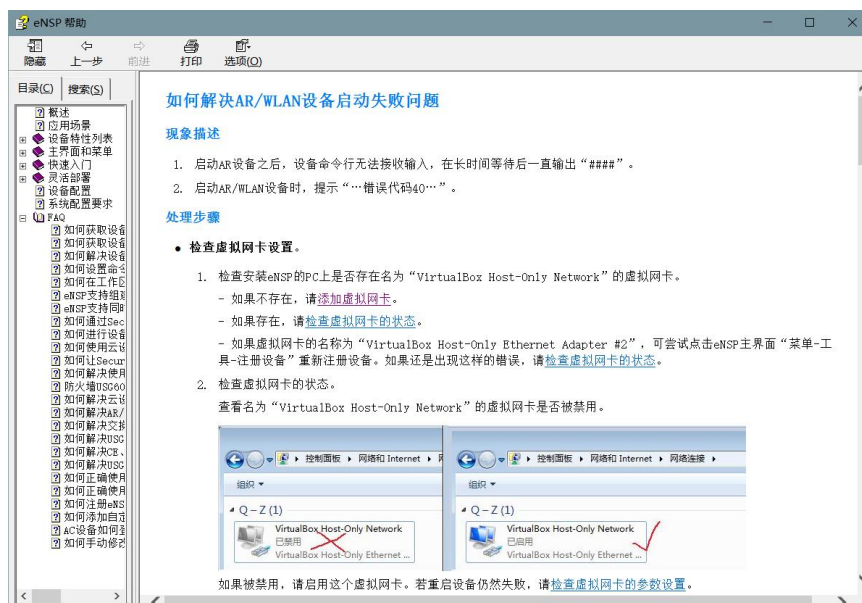 eNSP 帮助
隐藏 上一步 前进 打印 选项(O)
目录(C) 搜索(S)
概述
应用场景
设备特性列表
主界面和菜单
快速入门
灵活部署
设备配置
系统配置要求
FAQ
如何获取设备
如何获取设备
如何解决设备
如何设置命令
如何在工作区
eNSP支持组建
eNSP支持同时
如何通过Sec
如何进行设备
如何使用云设
如何让Secur
如何解决使用
防火墙USG60
如何解决云设
如何解决AR/
如何解决交换
如何解决USG
如何解决CE、
如何解决USG
如何正确使用
如何正确使用
如何注册eNS
如何添加自定
AC设备如何登
如何手动修改
如何解决AR/WLAN设备启动失败问题
现象描述
1. 启动AR设备之后，设备命令行无法接收输入，在长时间等待后一直输出“####”。
2. 启动AR/WLAN设备时，提示“…错误代码40…”。
处理步骤
• 检查虚拟网卡设置。
1. 检查安装eNSP的PC上是否存在名为“VirtualBox Host-Only Network”的虚拟网卡。
- 如果不存在，请添加虚拟网卡。
- 如果存在，请检查虚拟网卡的状态。
- 如果虚拟网卡的名称为“VirtualBox Host-Only Ethernet Adapter #2”，可尝试点击eNSP主界面“菜单-工
具-注册设备”重新注册设备。如果还是出现这样的错误，请检查虚拟网卡的状态。
2. 检查虚拟网卡的状态。
查看名为“VirtualBox Host-Only Network”的虚拟网卡是否被禁用。
控制面板 网络和 Internet
组织
Q – Z (1)
VirtualBox Host-Only Network
已禁用
VirtualBox Host-Only Ethernet ...
控制面板 网络和 Internet 网络连接
组织
Q – Z (1)
VirtualBox Host-Only Network
已启用
VirtualBox Host-Only Ethernet ...
如果被禁用，请启用这个虚拟网卡。若重启设备仍然失败，请检查虚拟网卡的参数设置。